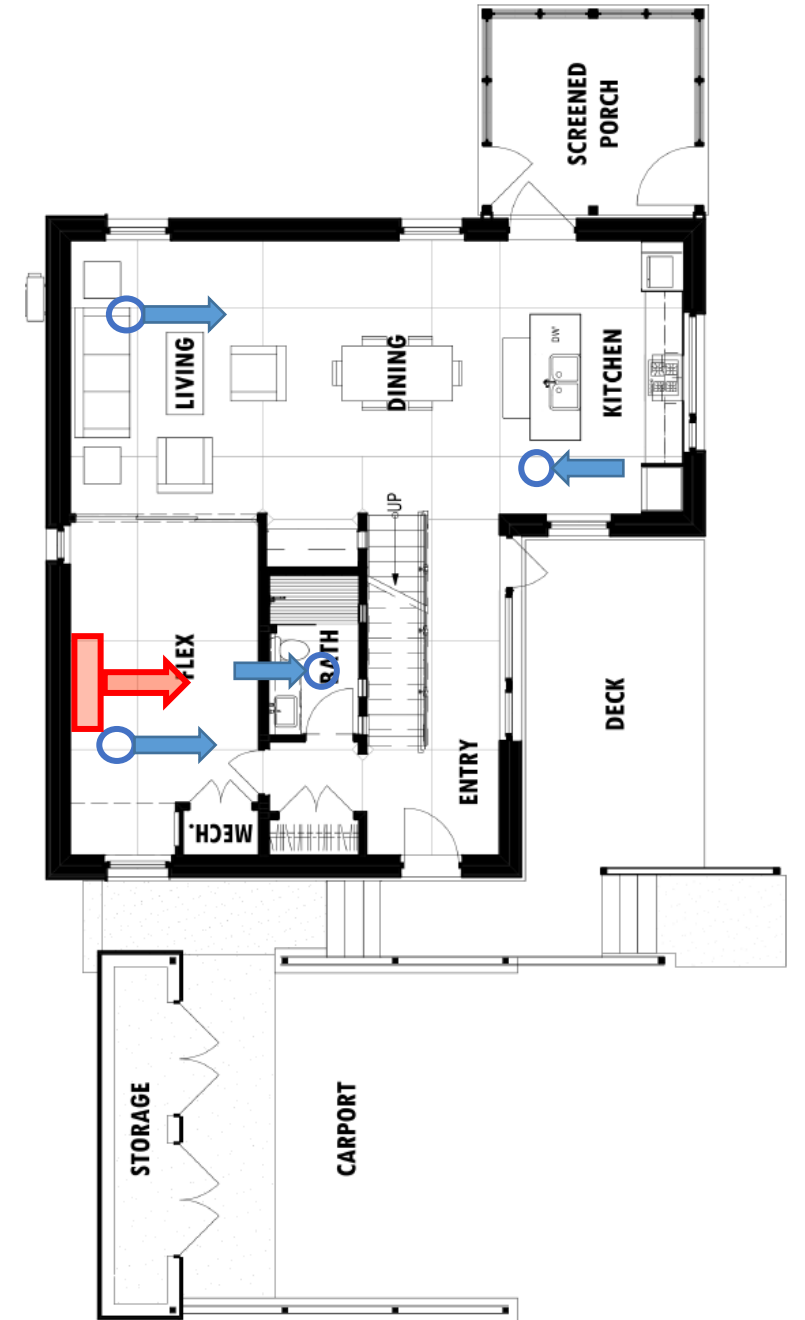 SCREENED
PORCH
LIVING
DINING
DW
KITCHEN
UP
FLEX
BATH
DECK
ENTRY
MECH.
STORAGE
CARPORT